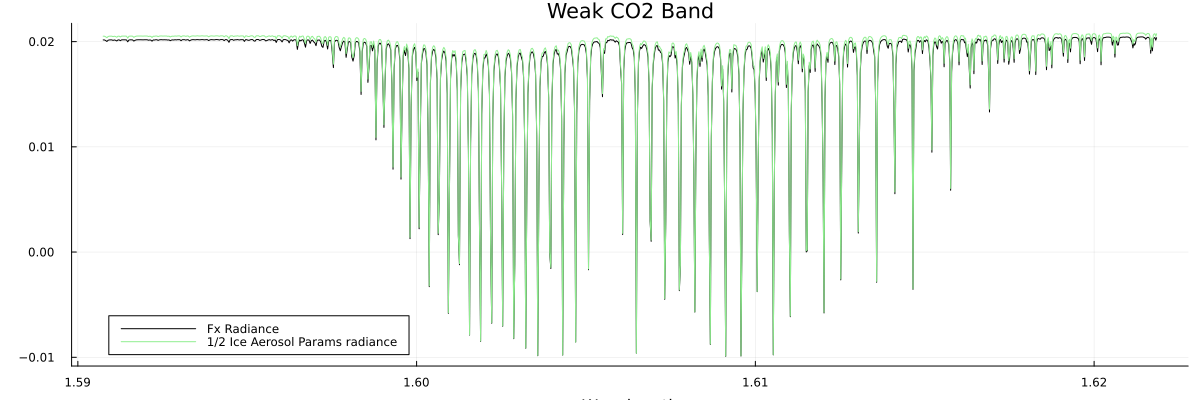 Weak CO2 Band
0.02
0.01
0.00
−0.01
Fx Radiance
1/2 Ice Aerosol Params radiance
1.59 1.60 1.61 1.62